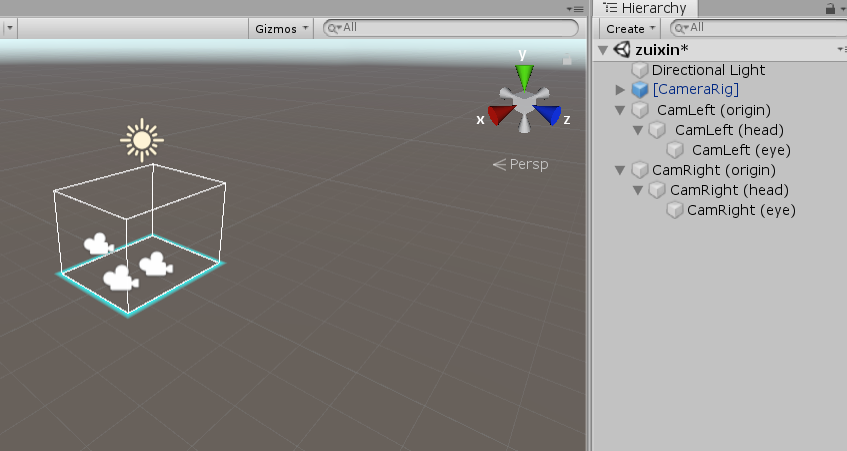 Gizmos
All
y
x
z
Persp
Hierarchy
Create
All
zuixin*
Directional Light
[CameraRig]
CamLeft (origin)
CamLeft (head)
CamLeft (eye)
CamRight (origin)
CamRight (head)
CamRight (eye)